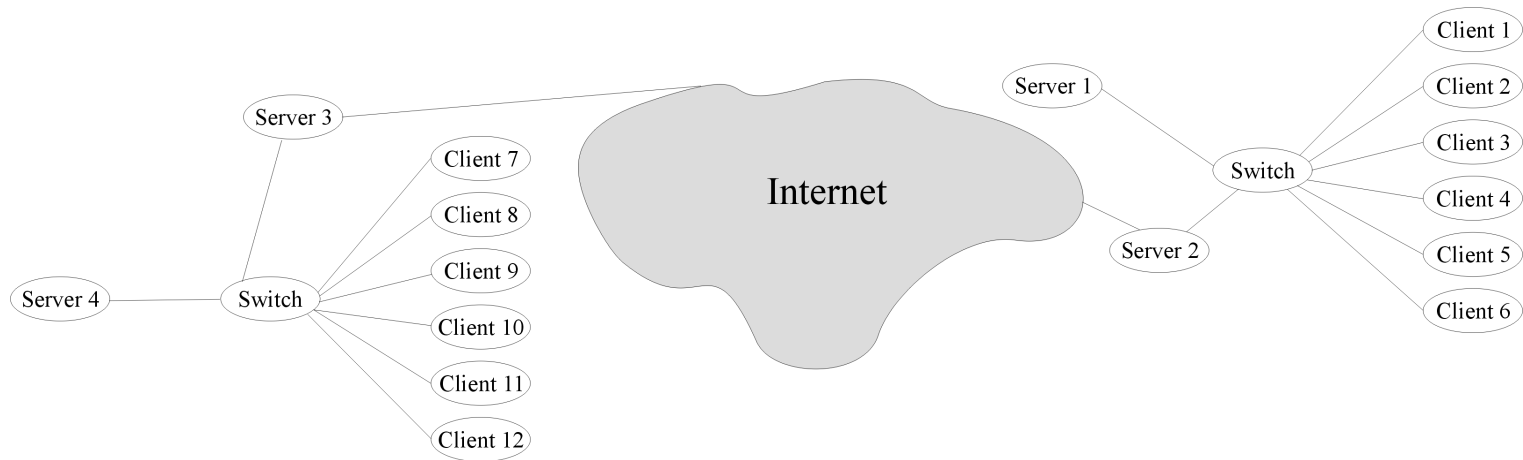 Client 1
Server 1
Client 2
Server 3
Client 3
Client 7
Switch
Internet
Client 4
Client 8
Server 2
Client 5
Client 9
Server 4
Switch
Client 6
Client 10
Client 11
Client 12